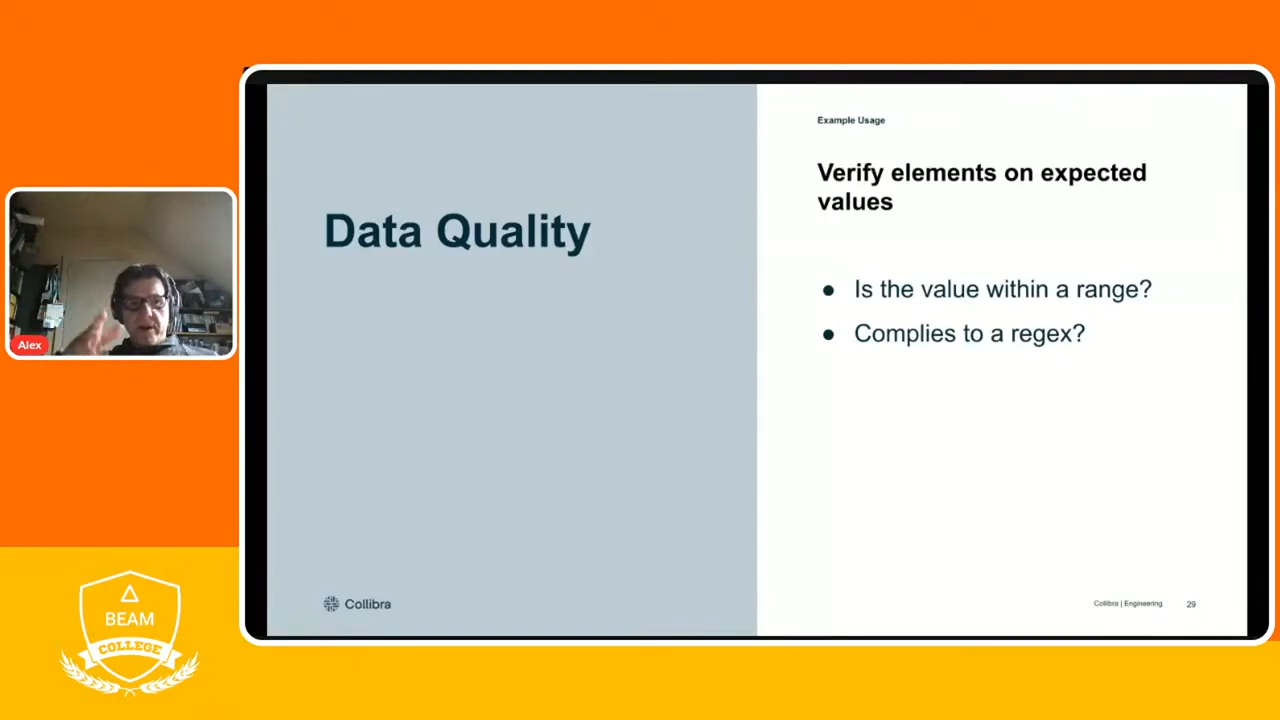 Example Usage
Verify elements on expected
values
Data Quality
● Is the value within a range?
● Complies to a regex?
Alex
Collibra
Collibra | Engineering
29
BEAM
COLLEGE